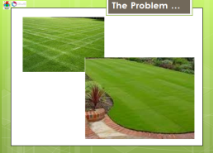 The Problem ...